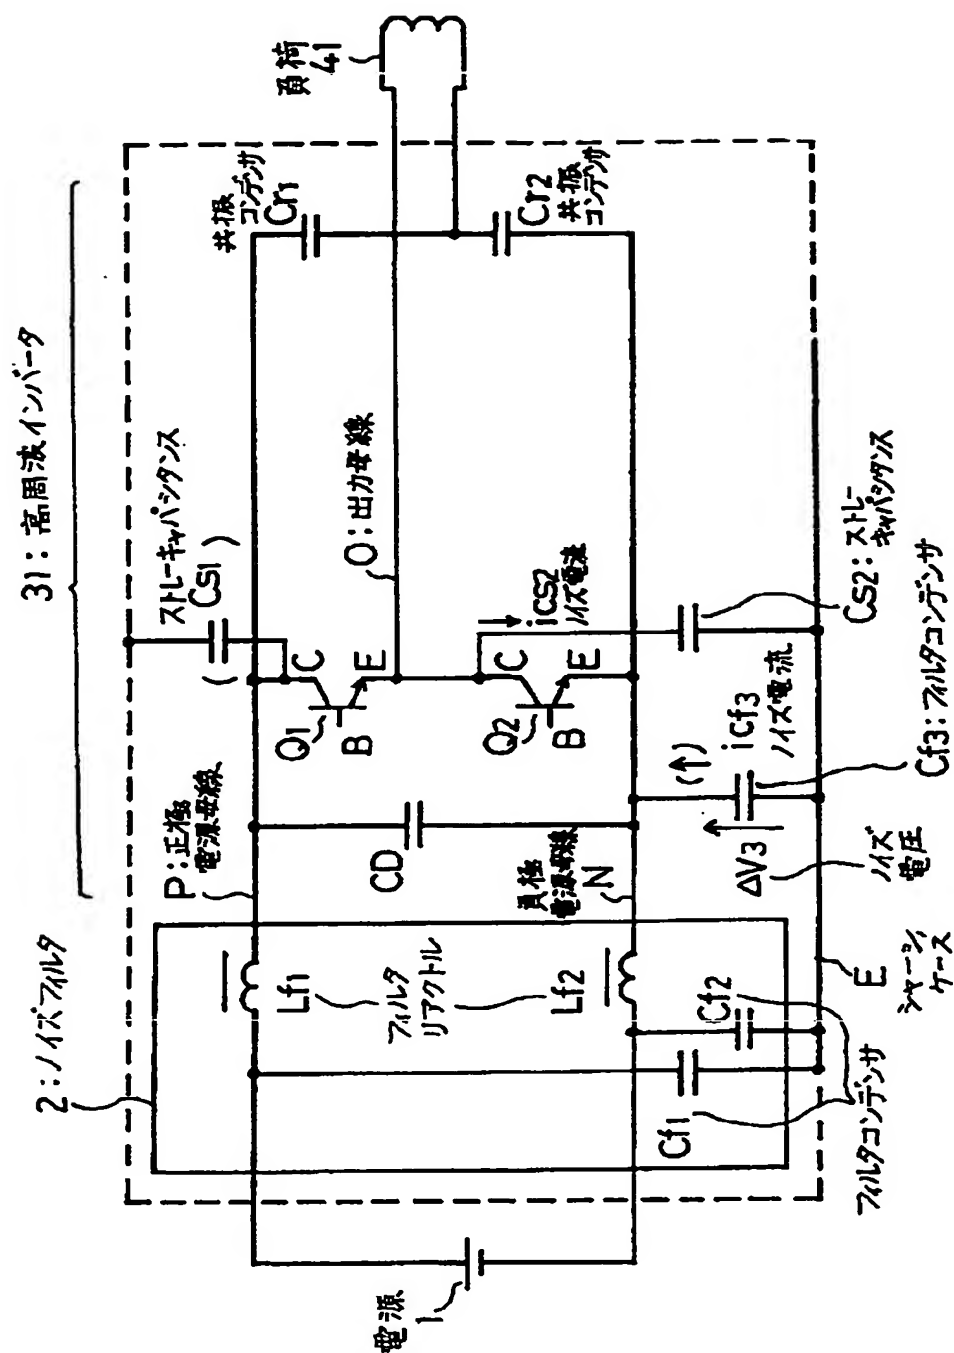 31:高周波インバータ
2:ノイズフィルタ
P:正極
電源母線
ストレーキャパシタンス
( Cs1 )
共振
コンデンサ
Cr1
負荷
41
O:出力母線
Q1
C
B
E
Lf1
CD
フィルタ
リアクトル
Q2
C
B
E
ics2
ノイズ電流
Cr2
共振
コンデンサ
電源
1
Lf2
負極
電源母線
N
(↑)
icf3
ノイズ電流
Cf1
Cf2
ΔV3
ノイズ
電圧
Cs2:ストレー
キャパシタンス
Cf3:フィルタコンデンサ
フィルタコンデンサ
E
シャーシ,
ケース